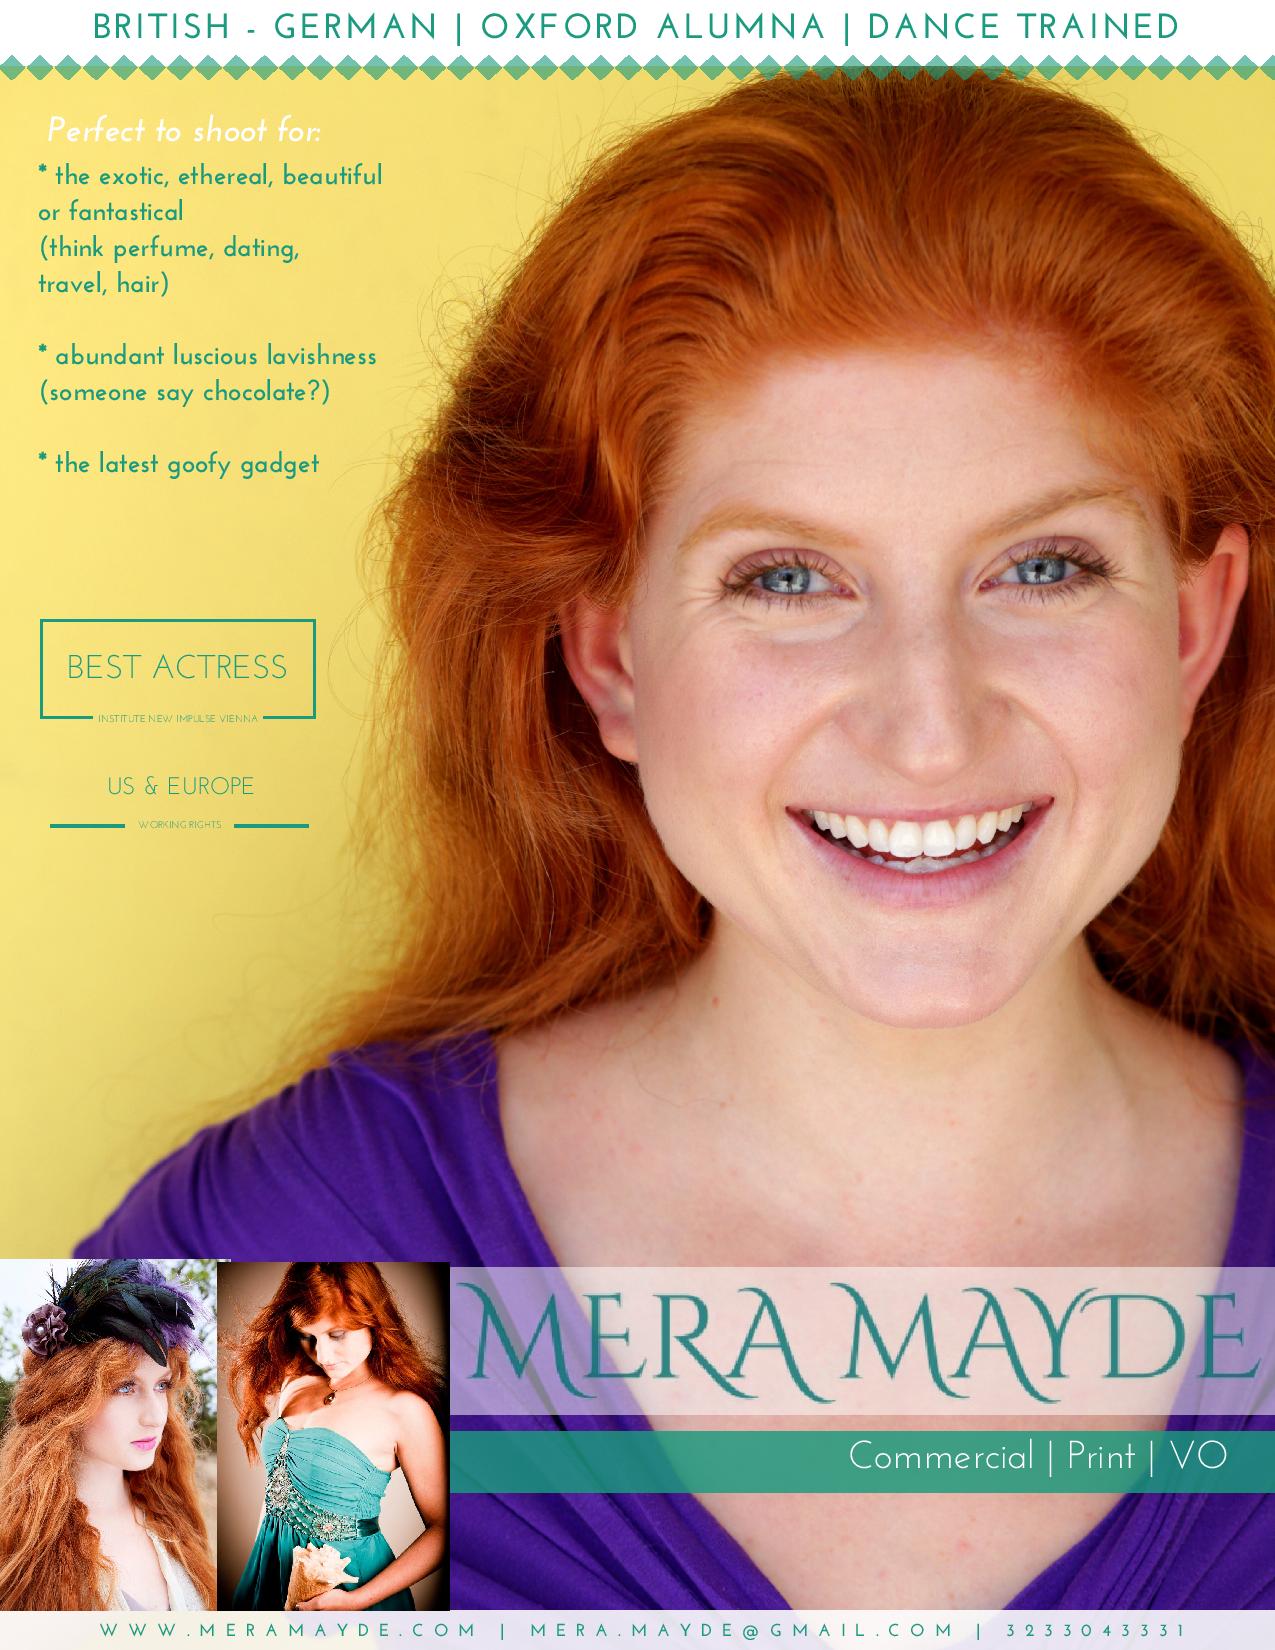 BRITISH - GERMAN | OXFORD ALUMNA | DANCE TRAINED
Perfect to shoot for:
* the exotic, ethereal, beautiful
or fantastical
(think perfume, dating,
travel, hair)
* abundant luscious lavishness
(someone say chocolate?)
* the latest goofy gadget
BEST ACTRESS
INSTITUTE NEW IMPULSE VIENNA
US & EUROPE
WORKING RIGHTS
MERA MAYDE
Commercial | Print | VO
WWW.MERAMAYDE.COM | MERA.MAYDE@GMAIL.COM | 3233043331